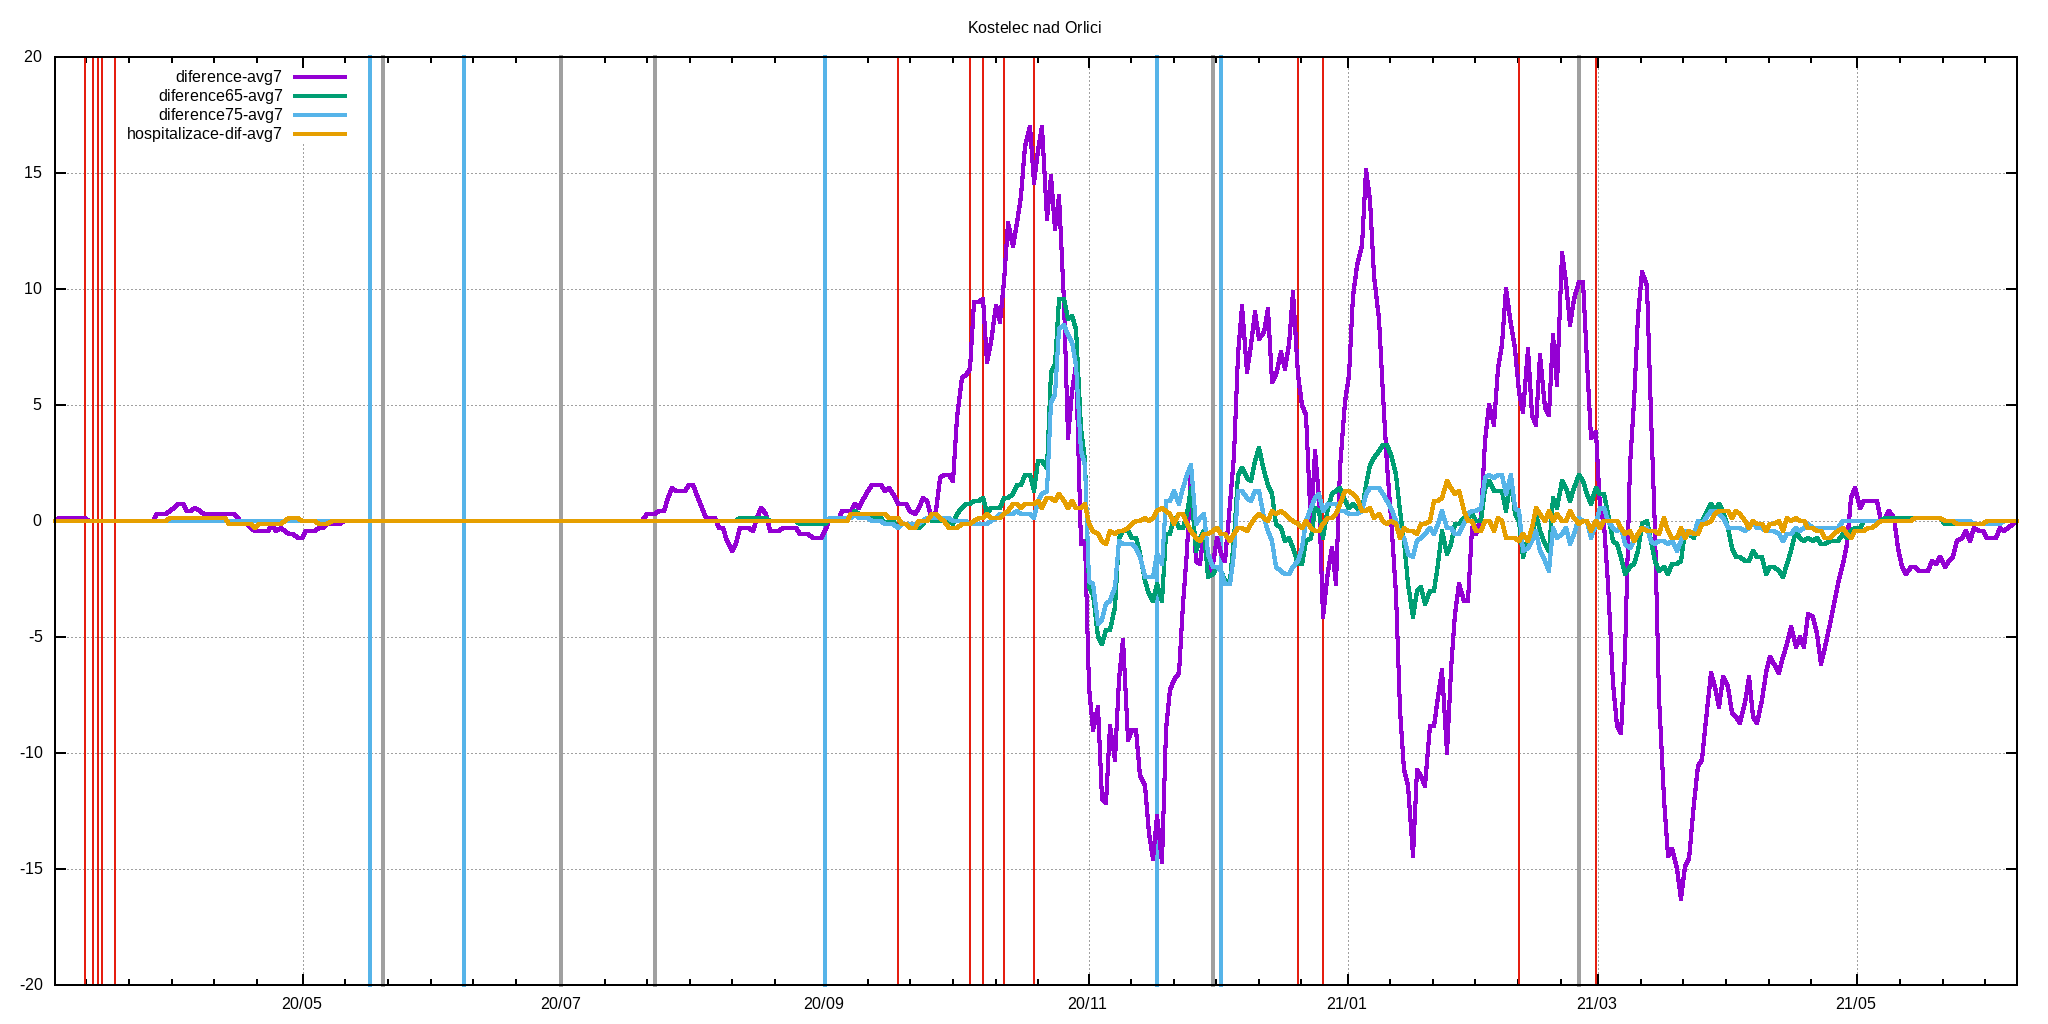 Kostelec nad Orlici
diference-avg7
diference65-avg7
diference75-avg7
hospitalizace-dif-avg7
20
15
10
5
0
-5
-10
-15
-20
20/05 20/07 20/09 20/11 21/01 21/03 21/05